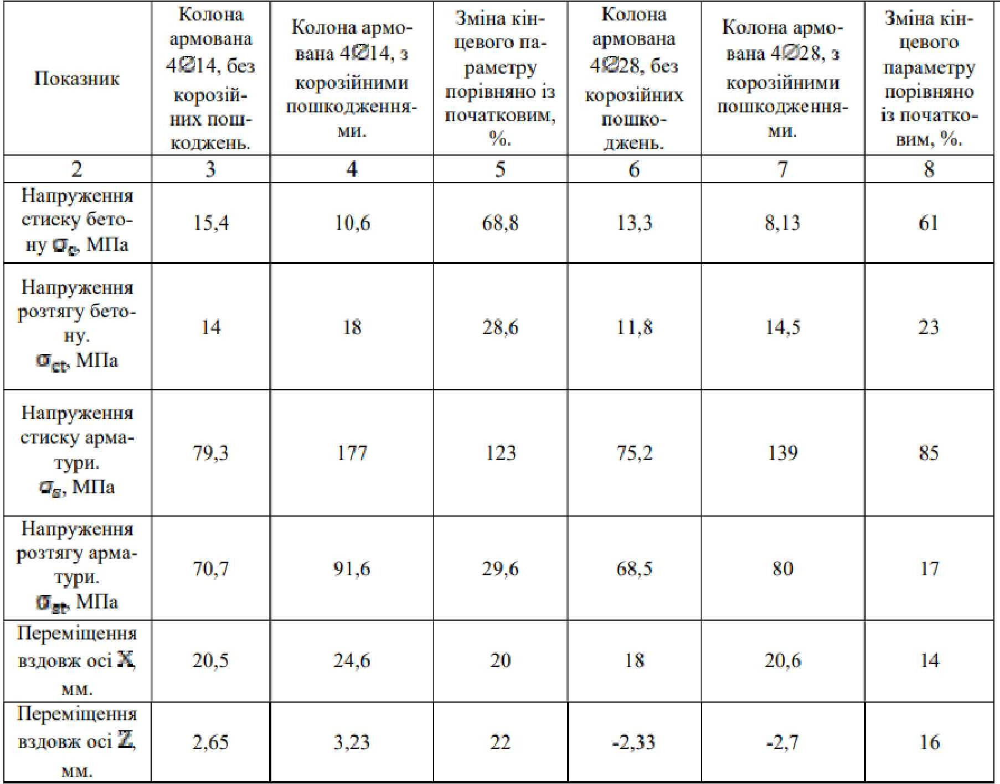 Показник
Колона
армована
4∅14, без
корозій-
них пош-
коджень.
Колона армо-
вана 4∅14, з
корозійними
пошкодження-
ми.
Зміна кін-
цевого па-
раметру
порівняно із
початковим,
%.
Колона
армована
4∅28, без
корозійних
пошко-
джень.
Колона армо-
вана 4∅28, з
корозійними
пошкодження-
ми.
Зміна кін-
цевого
параметру
порівняно
із початко-
вим, %.
2 3 4 5 6 7 8
Напруження
стиску бето-
ну σc, МПа
15,4 10,6 68,8 13,3 8,13 61
Напруження
розтягу бето-
ну.
σct, МПа
14 18 28,6 11,8 14,5 23
Напруження
стиску арма-
тури.
σs, МПа
79,3 177 123 75,2 139 85
Напруження
розтягу арма-
тури.
σst, МПа
70,7 91,6 29,6 68,5 80 17
Переміщення
вздовж осі X,
мм.
20,5 24,6 20 18 20,6 14
Переміщення
вздовж осі Z,
мм.
2,65 3,23 22 -2,33 -2,7 16